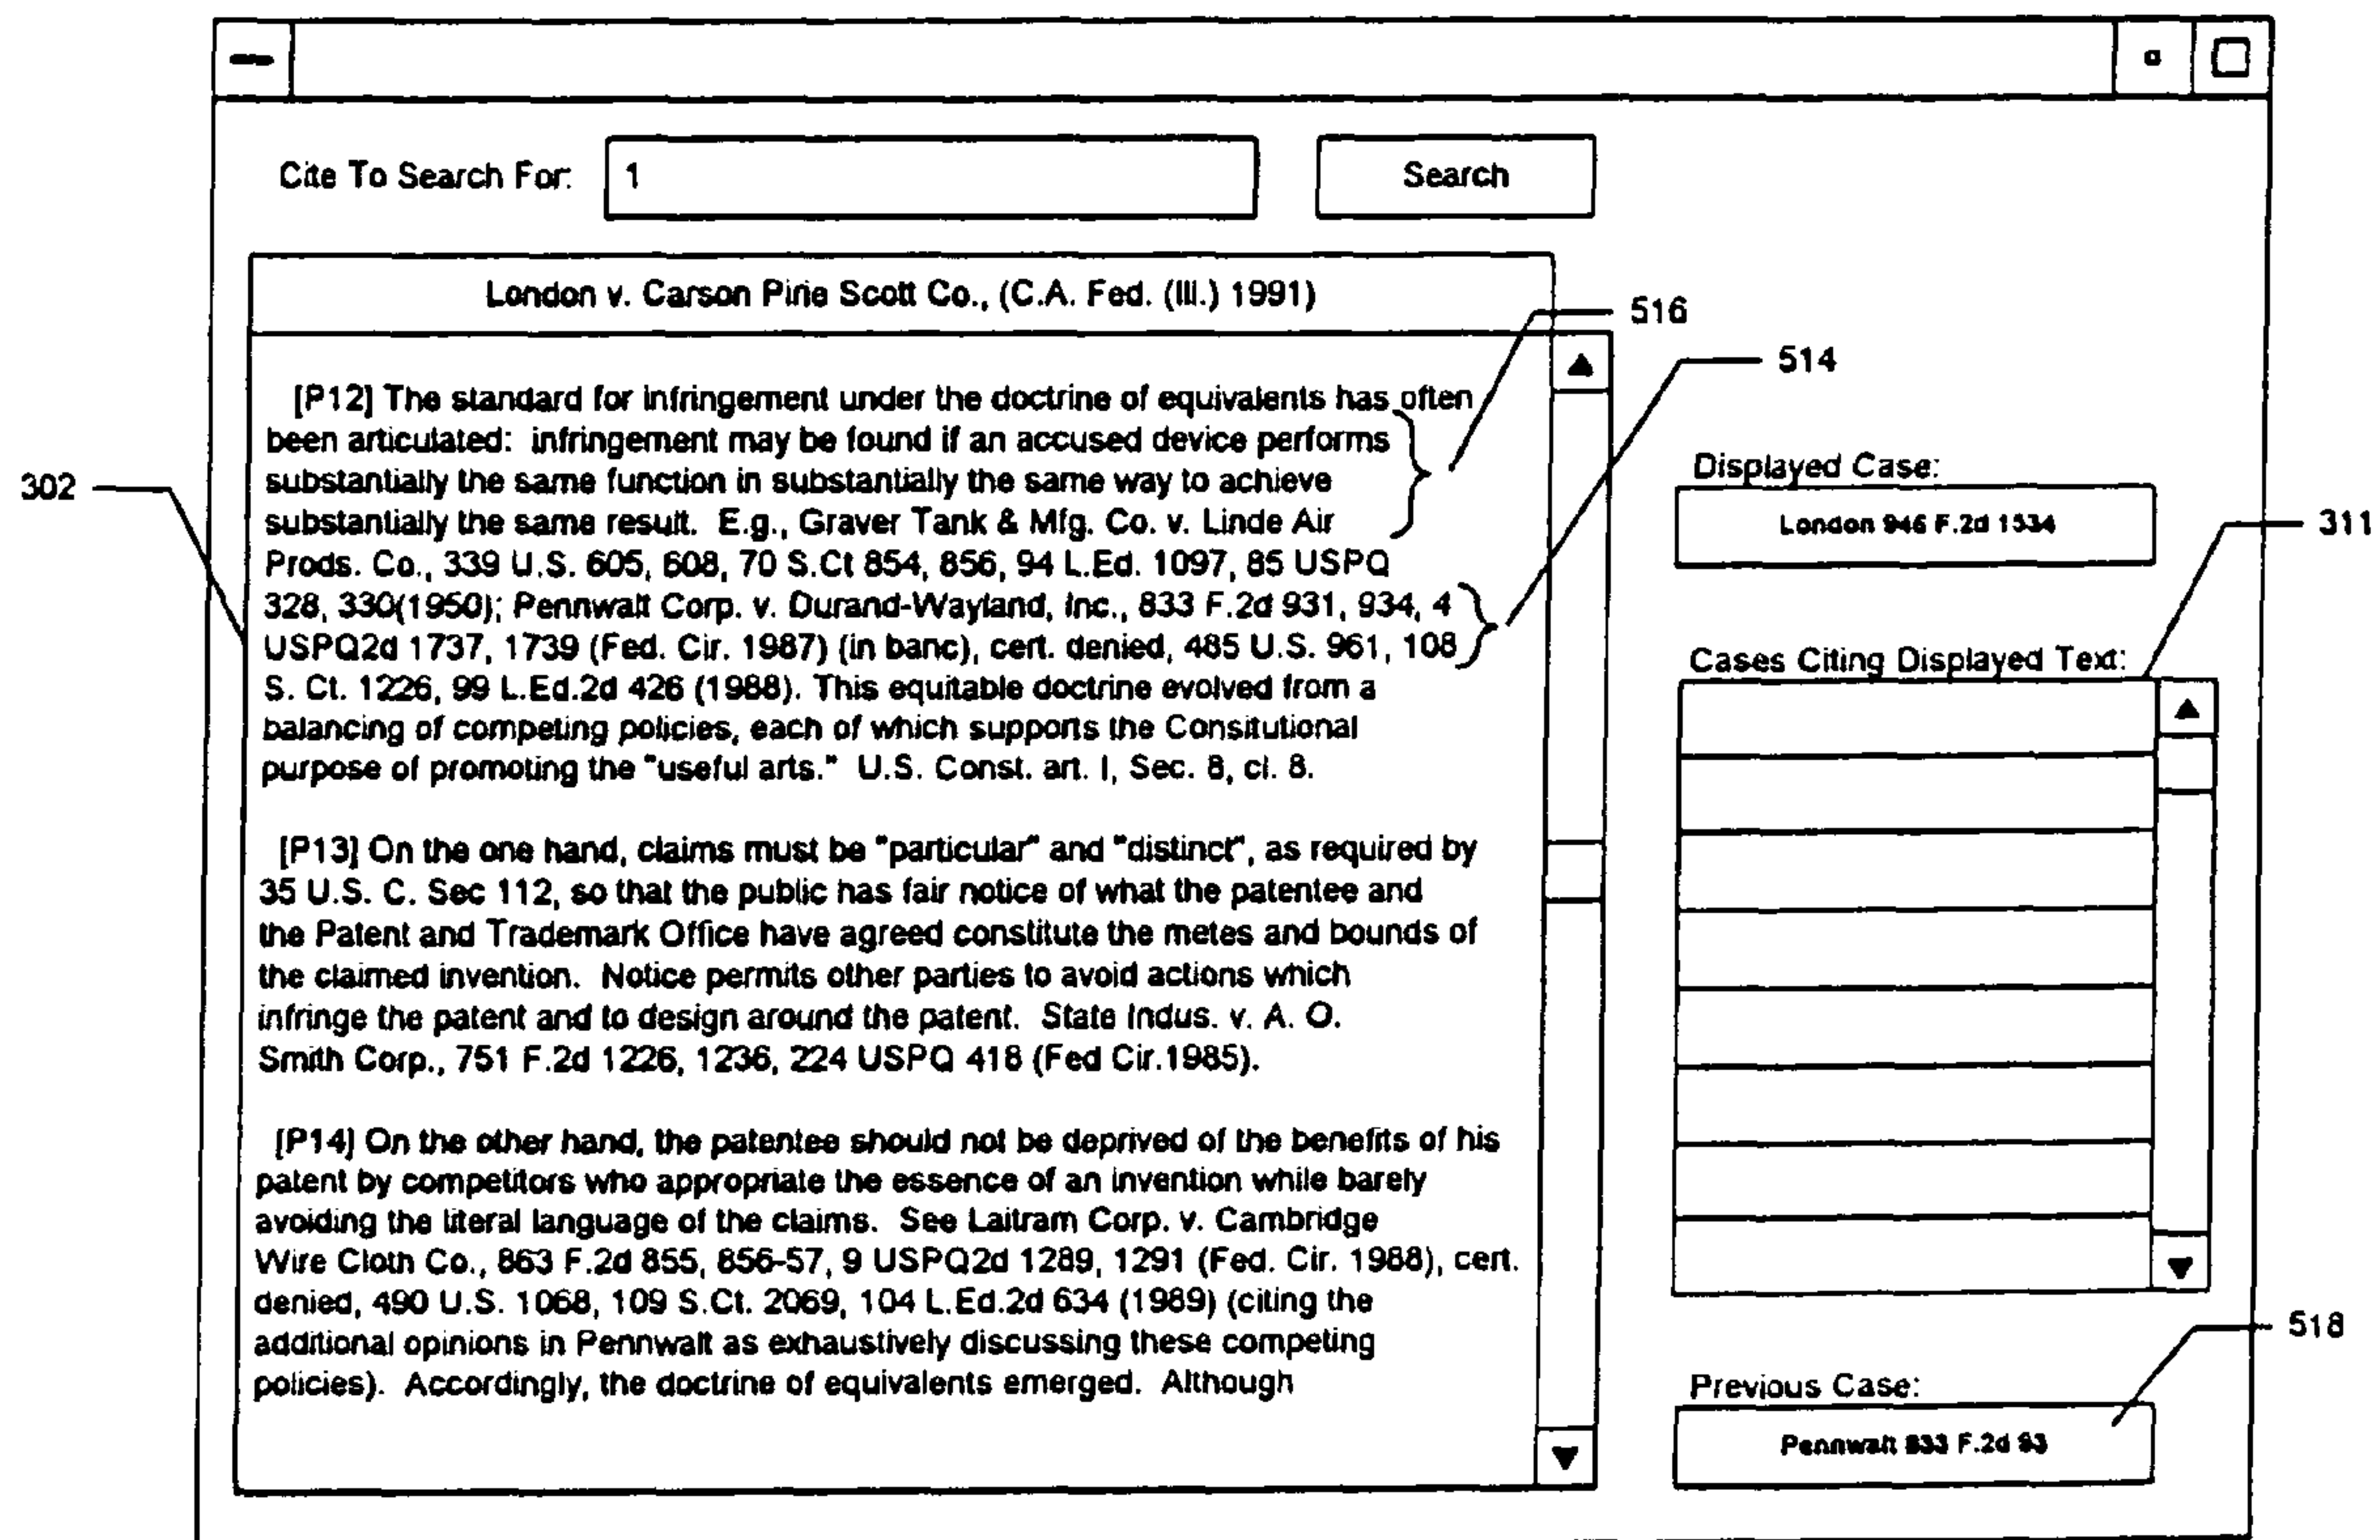 Cite To Search For: 1 Search
London v. Carson Pirie Scott Co., (C.A. Fed. (Ill.) 1991)
516
514
[P12] The standard for infringement under the doctrine of equivalents has often
been articulated: infringement may be found if an accused device performs
substantially the same function in substantially the same way to achieve
substantially the same result. E.g., Graver Tank & Mfg. Co. v. Linde Air
Prods. Co., 339 U.S. 605, 608, 70 S.Ct 854, 856, 94 L.Ed. 1097, 85 USPQ
328, 330(1950); Pennwalt Corp. v. Durand-Wayland, Inc., 833 F.2d 931, 934, 4
USPQ2d 1737, 1739 (Fed. Cir. 1987) (in banc), cert. denied, 485 U.S. 961, 108
S. Ct. 1226, 99 L.Ed.2d 426 (1988). This equitable doctrine evolved from a
balancing of competing policies, each of which supports the Consitutional
purpose of promoting the "useful arts." U.S. Const. art. I, Sec. 8, cl. 8.
[P13] On the one hand, claims must be "particular" and "distinct", as required by
35 U.S. C. Sec 112, so that the public has fair notice of what the patentee and
the Patent and Trademark Office have agreed constitute the metes and bounds of
the claimed invention. Notice permits other parties to avoid actions which
infringe the patent and to design around the patent. State Indus. v. A. O.
Smith Corp., 751 F.2d 1226, 1236, 224 USPQ 418 (Fed Cir.1985).
[P14] On the other hand, the patentee should not be deprived of the benefits of his
patent by competitors who appropriate the essence of an invention while barely
avoiding the literal language of the claims. See Laitram Corp. v. Cambridge
Wire Cloth Co., 863 F.2d 855, 856-57, 9 USPQ2d 1289, 1291 (Fed. Cir. 1988), cert.
denied, 490 U.S. 1068, 109 S.Ct. 2069, 104 L.Ed.2d 634 (1989) (citing the
additional opinions in Pennwalt as exhaustively discussing these competing
policies). Accordingly, the doctrine of equivalents emerged. Although
302
Displayed Case:
London 946 F.2d 1534
311
Cases Citing Displayed Text:
518
Previous Case:
Pennwalt 833 F.2d 93